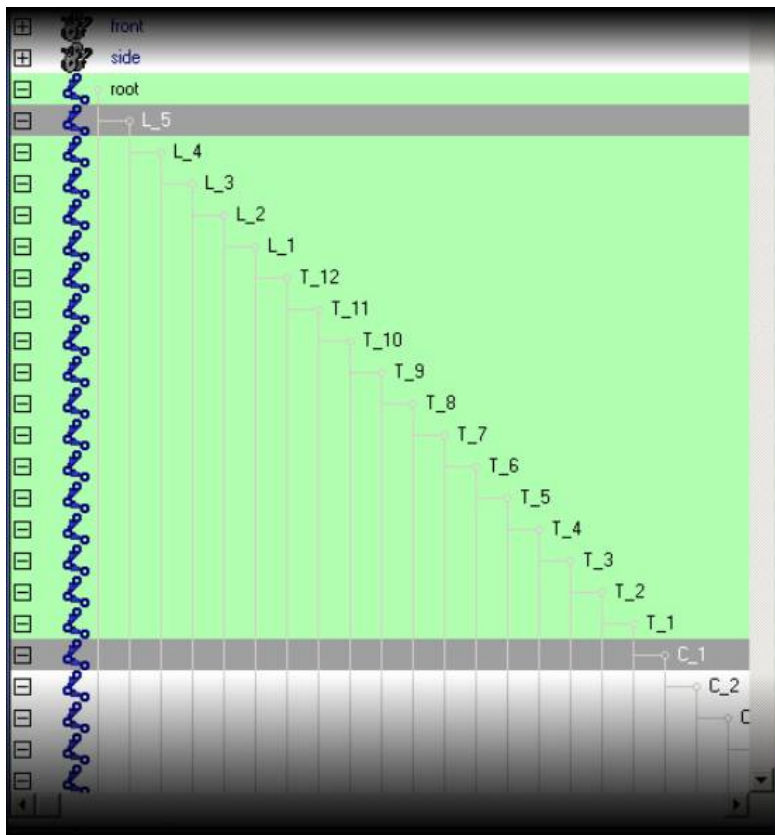 front
side
root
L_5
L_4
L_3
L_2
L_1
T_12
T_11
T_10
T_9
T_8
T_7
T_6
T_5
T_4
T_3
T_2
T_1
C_1
C_2
C